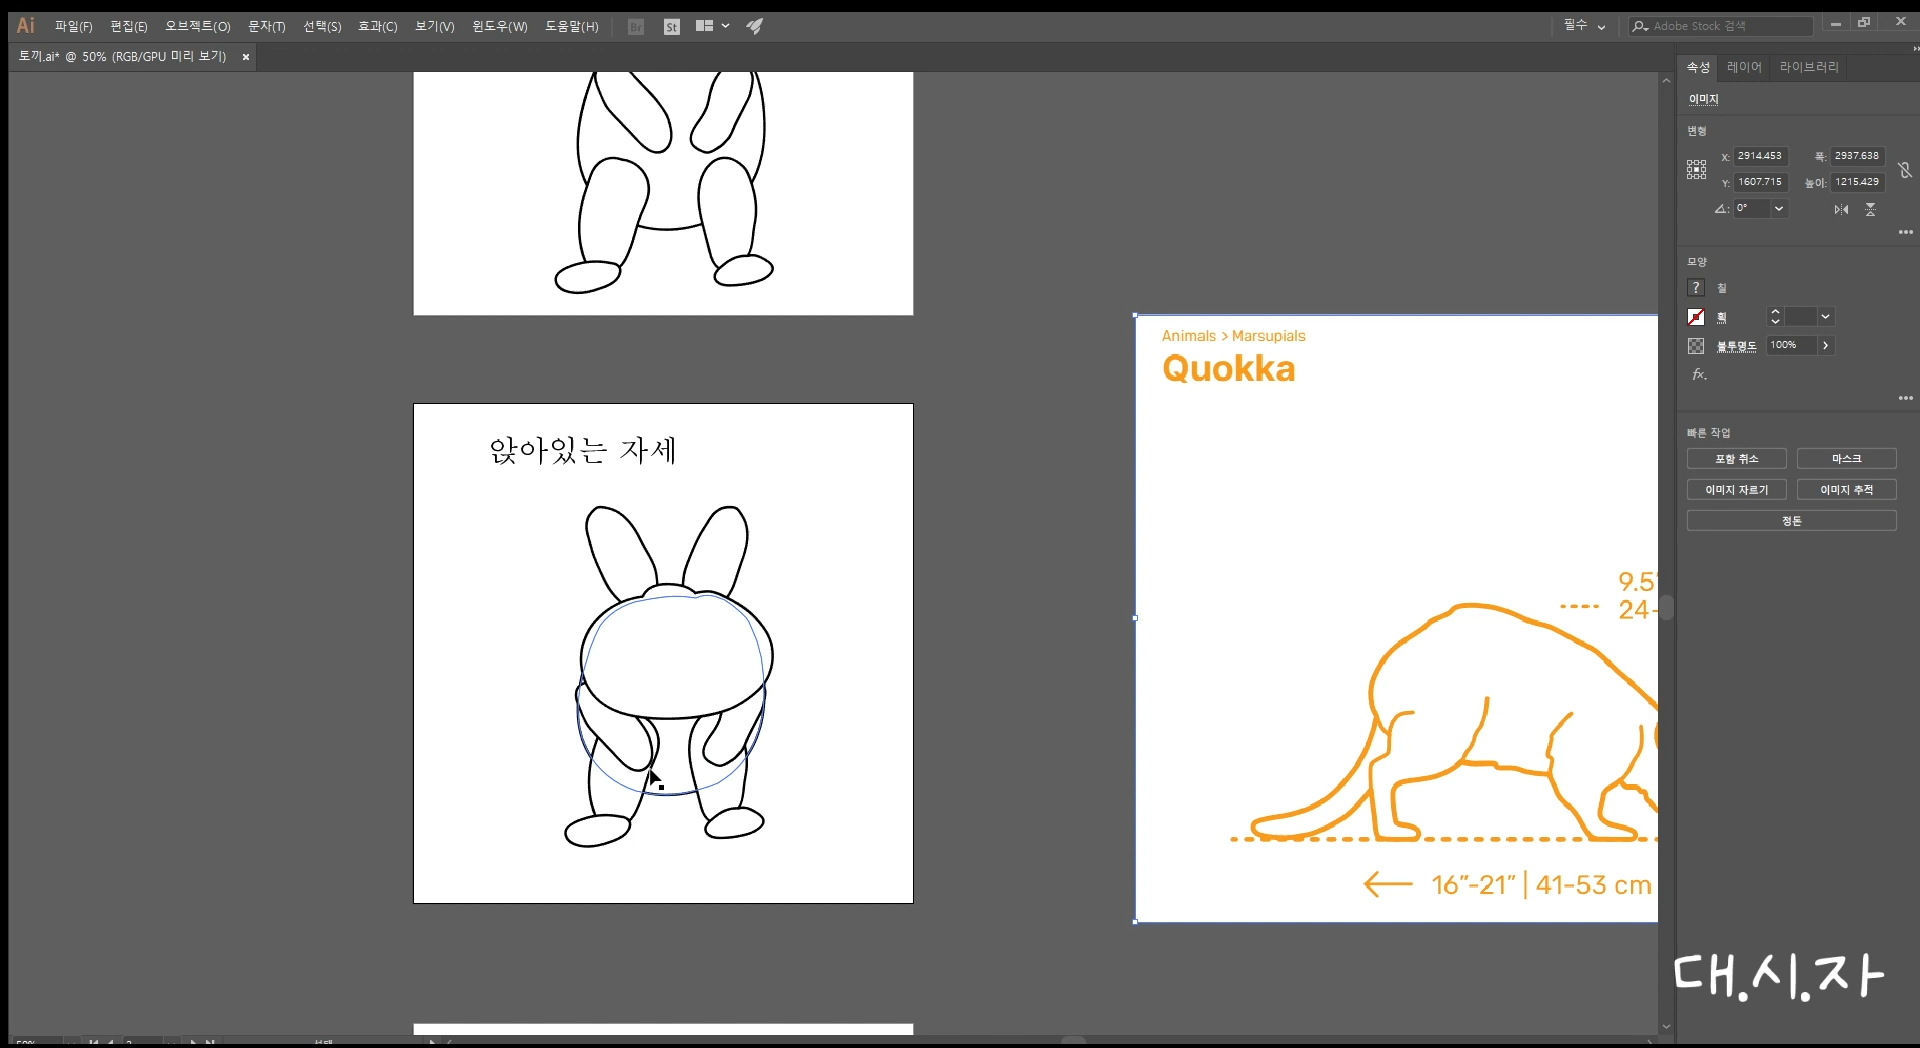 Ai 파일(F) 편집(E) 오브젝트(O) 문자(T) 선택(S) 효과(C) 보기(V) 윈도우(W) 도움말(H) Br St 필수 Adobe Stock 검색
토끼.ai* @ 50% (RGB/GPU 미리 보기) ×
속성 레이어 라이브러리
이미지
변형
X: 2914.453 폭: 2937.638
Y: 1607.715 높이: 1215.429
0°
모양
? 칠
획
불투명도 100%
fx.
빠른 작업
포함 취소 마스크
이미지 자르기 이미지 추적
정돈
Animals > Marsupials
Quokka
앉아있는 자세
9.5"
24-
16"-21" | 41-53 cm
대.시.자